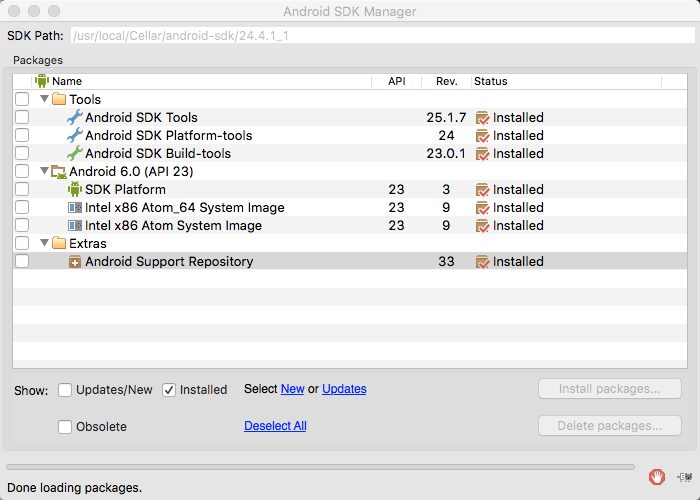 Android SDK Manager
SDK Path: /usr/local/Cellar/android-sdk/24.4.1_1
Packages
Name API Rev. Status
Tools
Android SDK Tools 25.1.7 Installed
Android SDK Platform-tools 24 Installed
Android SDK Build-tools 23.0.1 Installed
Android 6.0 (API 23)
SDK Platform 23 3 Installed
Intel x86 Atom_64 System Image 23 9 Installed
Intel x86 Atom System Image 23 9 Installed
Extras
Android Support Repository 33 Installed
Show: Updates/New Installed Select New or Updates Install packages...
Obsolete Deselect All Delete packages...
Done loading packages.